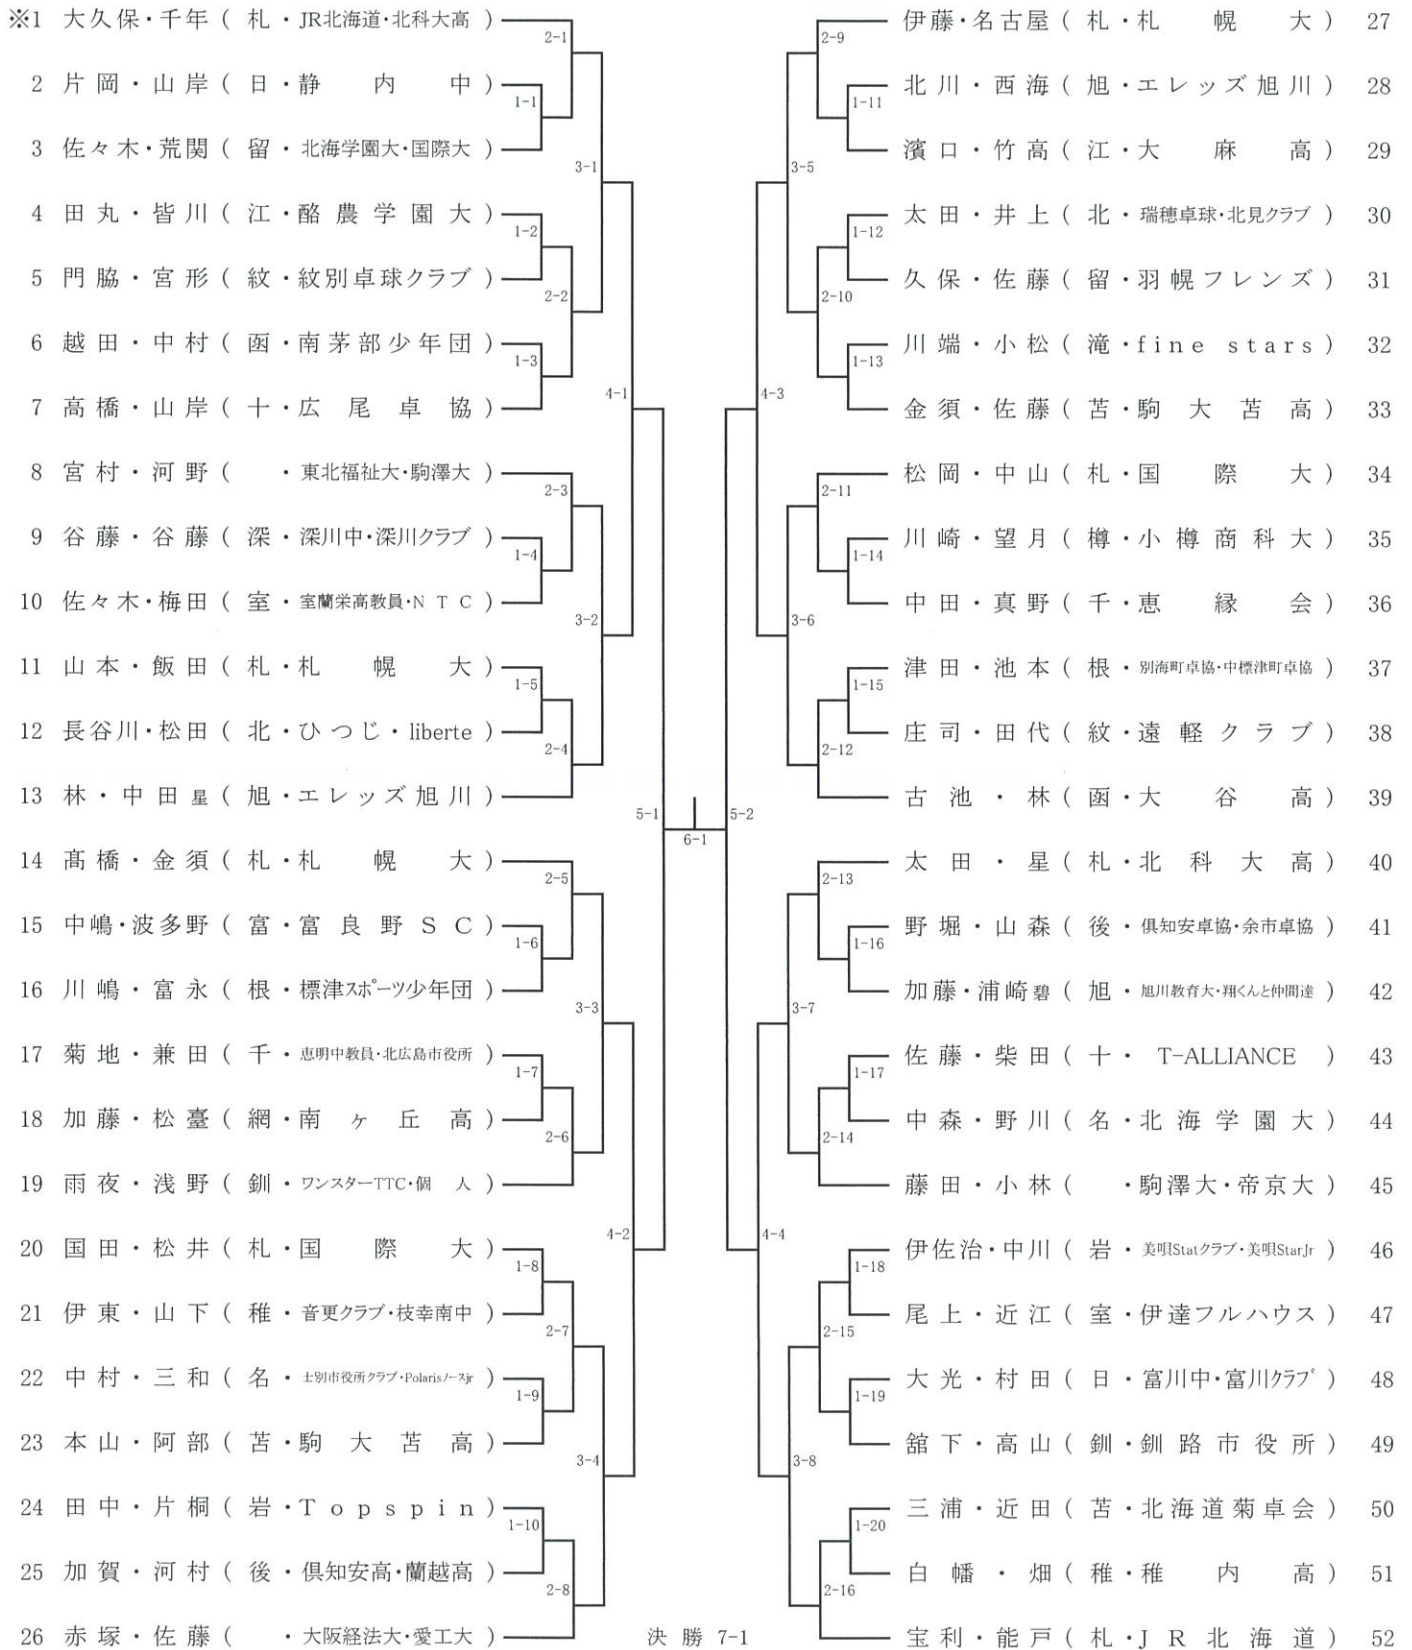 ※1 大久保・千年 ( 札・JR北海道・北科大高 )
2-1
2 片岡・山岸 ( 日・静内中 )
1-1
3 佐々木・荒関 ( 留・北海学園大・国際大 )
3-1
4 田丸・皆川 ( 江・酪農学園大 )
1-2
5 門脇・宮形 ( 紋・紋別卓球クラブ )
2-2
6 越田・中村 ( 函・南茅部少年団 )
1-3
7 高橋・山岸 ( 十・広尾卓協 )
4-1
8 宮村・河野 ( ・東北福祉大・駒澤大 )
2-3
9 谷藤・谷藤 ( 深・深川中・深川クラブ )
1-4
10 佐々木・梅田 ( 室・室蘭栄高教員・NTC )
3-2
11 山本・飯田 ( 札・札幌大 )
1-5
12 長谷川・松田 ( 北・ひつじ・liberte )
2-4
13 林・中田星 ( 旭・エレッズ旭川 )
5-1
14 髙橋・金須 ( 札・札幌大 )
2-5
15 中嶋・波多野 ( 富・富良野SC )
1-6
16 川嶋・富永 ( 根・標津スポーツ少年団 )
3-3
17 菊地・兼田 ( 千・恵明中教員・北広島市役所 )
1-7
18 加藤・松臺 ( 網・南ヶ丘高 )
2-6
19 雨夜・浅野 ( 釧・ワンスターTTC・個人 )
4-2
20 国田・松井 ( 札・国際大 )
1-8
21 伊東・山下 ( 稚・音更クラブ・枝幸南中 )
2-7
22 中村・三和 ( 名・士別市役所クラブ・Polarisノースjr )
1-9
23 本山・阿部 ( 苫・駒大苫高 )
3-4
24 田中・片桐 ( 岩・Topspin )
1-10
25 加賀・河村 ( 後・倶知安高・蘭越高 )
2-8
26 赤塚・佐藤 ( ・大阪経法大・愛工大 )
6-1
決勝 7-1
伊藤・名古屋 ( 札・札幌大 ) 27
2-9
北川・西海 ( 旭・エレッズ旭川 ) 28
1-11
濱口・竹高 ( 江・大麻高 ) 29
3-5
太田・井上 ( 北・瑞穂卓球・北見クラブ ) 30
1-12
久保・佐藤 ( 留・羽幌フレンズ ) 31
2-10
川端・小松 ( 滝・fine stars ) 32
1-13
金須・佐藤 ( 苫・駒大苫高 ) 33
4-3
松岡・中山 ( 札・国際大 ) 34
2-11
川崎・望月 ( 樽・小樽商科大 ) 35
1-14
中田・真野 ( 千・恵縁会 ) 36
3-6
津田・池本 ( 根・別海町卓協・中標津町卓協 ) 37
1-15
庄司・田代 ( 紋・遠軽クラブ ) 38
2-12
古池・林 ( 函・大谷高 ) 39
5-2
太田・星 ( 札・北科大高 ) 40
2-13
野堀・山森 ( 後・倶知安卓協・余市卓協 ) 41
1-16
加藤・浦崎碧 ( 旭・旭川教育大・翔くんと仲間達 ) 42
3-7
佐藤・柴田 ( 十・T-ALLIANCE ) 43
1-17
中森・野川 ( 名・北海学園大 ) 44
2-14
藤田・小林 ( ・駒澤大・帝京大 ) 45
4-4
伊佐治・中川 ( 岩・美唄Statクラブ・美唄StarJr ) 46
1-18
尾上・近江 ( 室・伊達フルハウス ) 47
2-15
大光・村田 ( 日・富川中・富川クラブ ) 48
1-19
舘下・高山 ( 釧・釧路市役所 ) 49
3-8
三浦・近田 ( 苫・北海道菊卓会 ) 50
1-20
白幡・畑 ( 稚・稚内高 ) 51
2-16
宝利・能戸 ( 札・JR北海道 ) 52